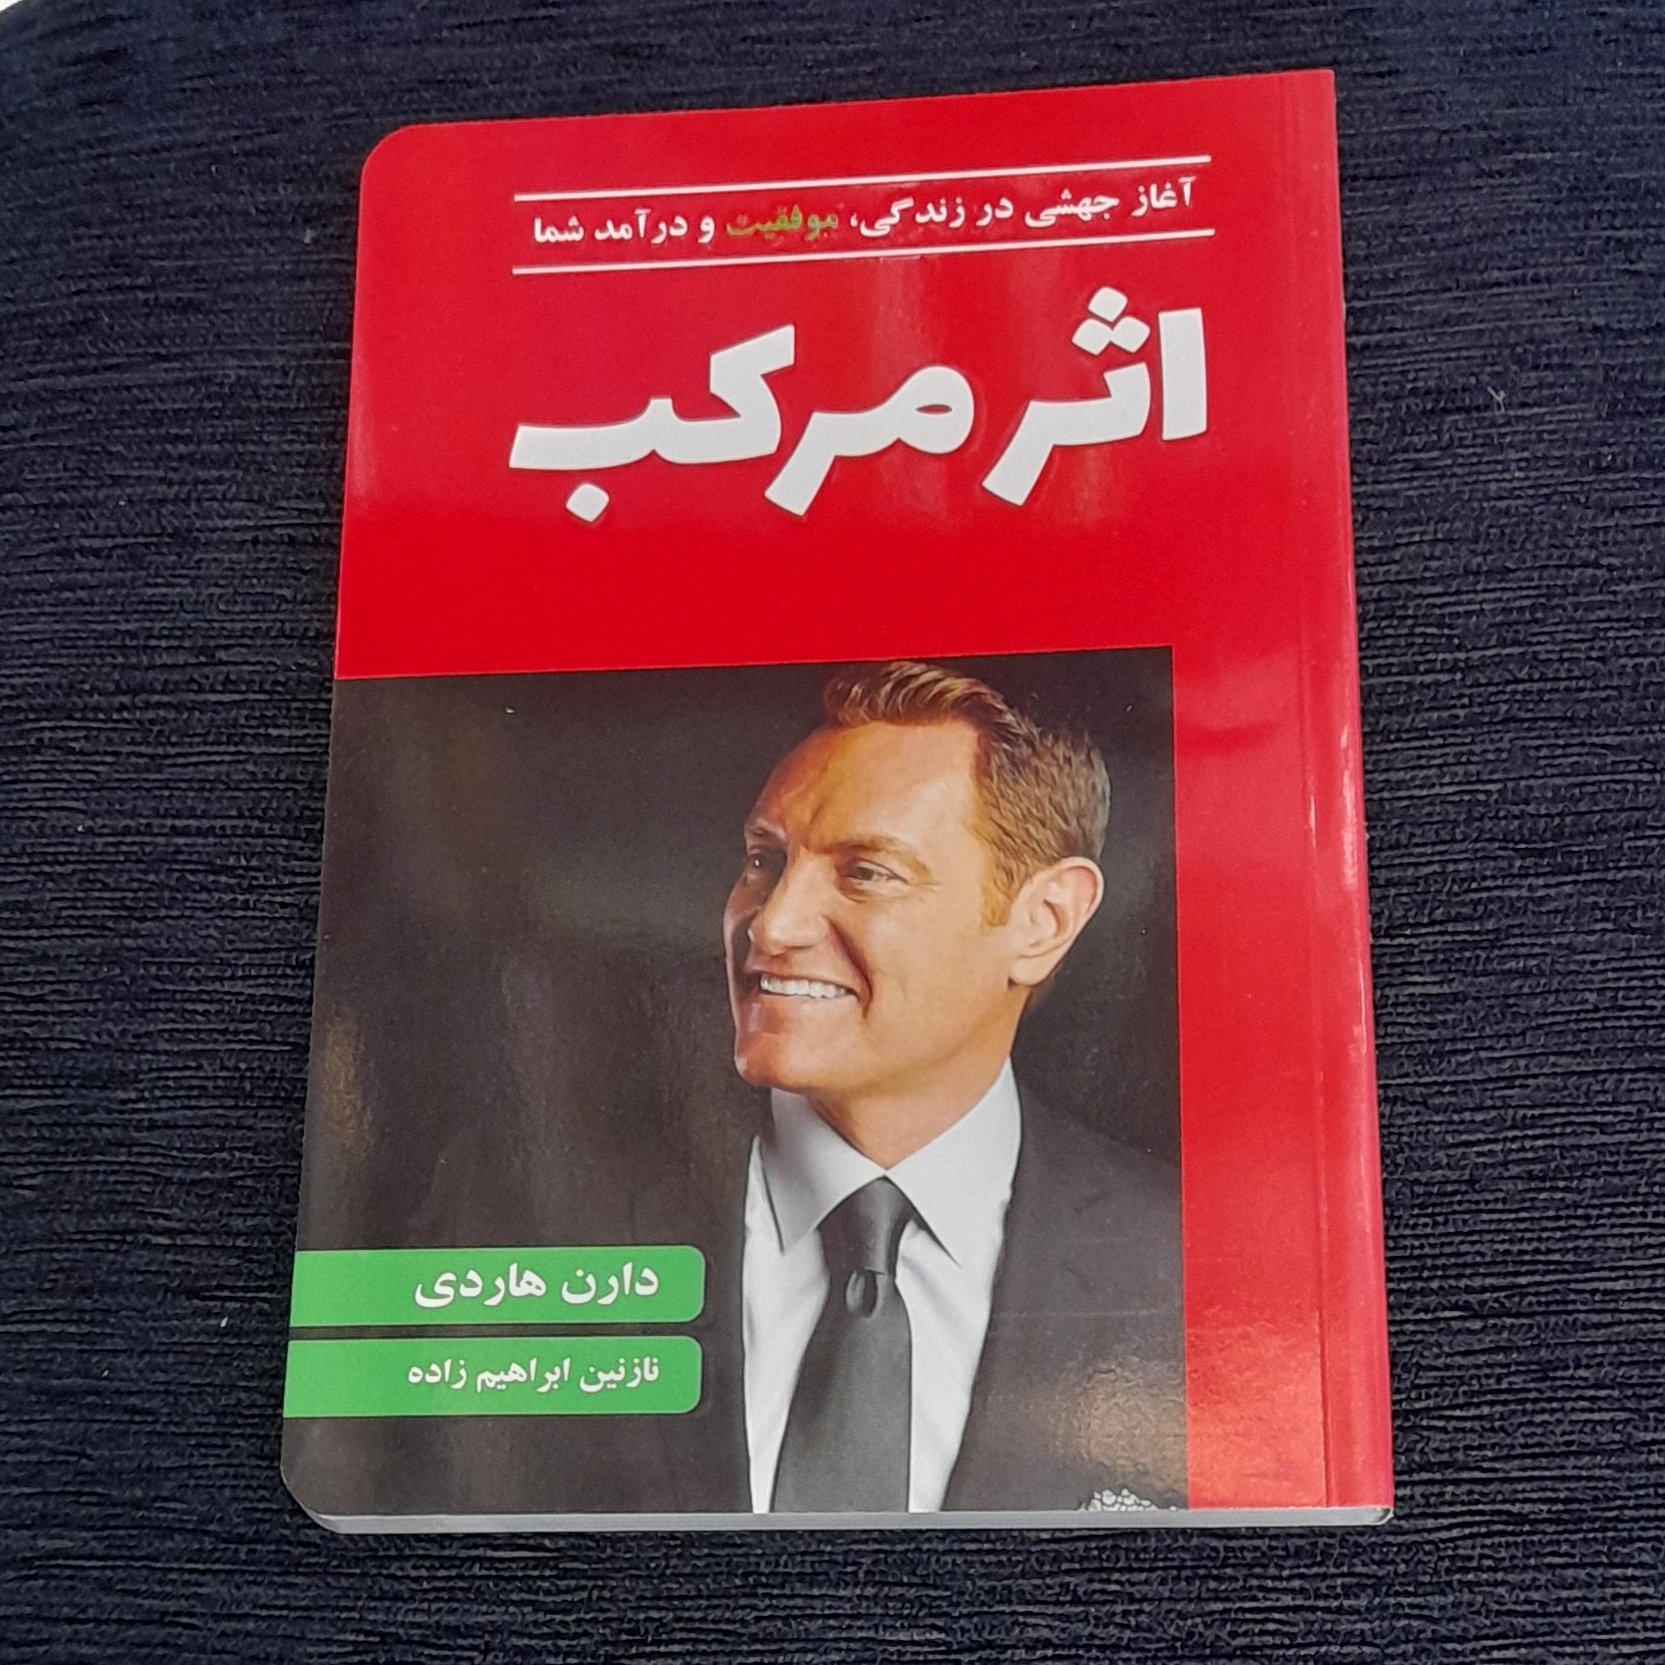 آغاز جهشی در زندگی، موفقیت و درآمد شما
اثر مرکب
دارن هاردی
نازنین ابراهیم زاده